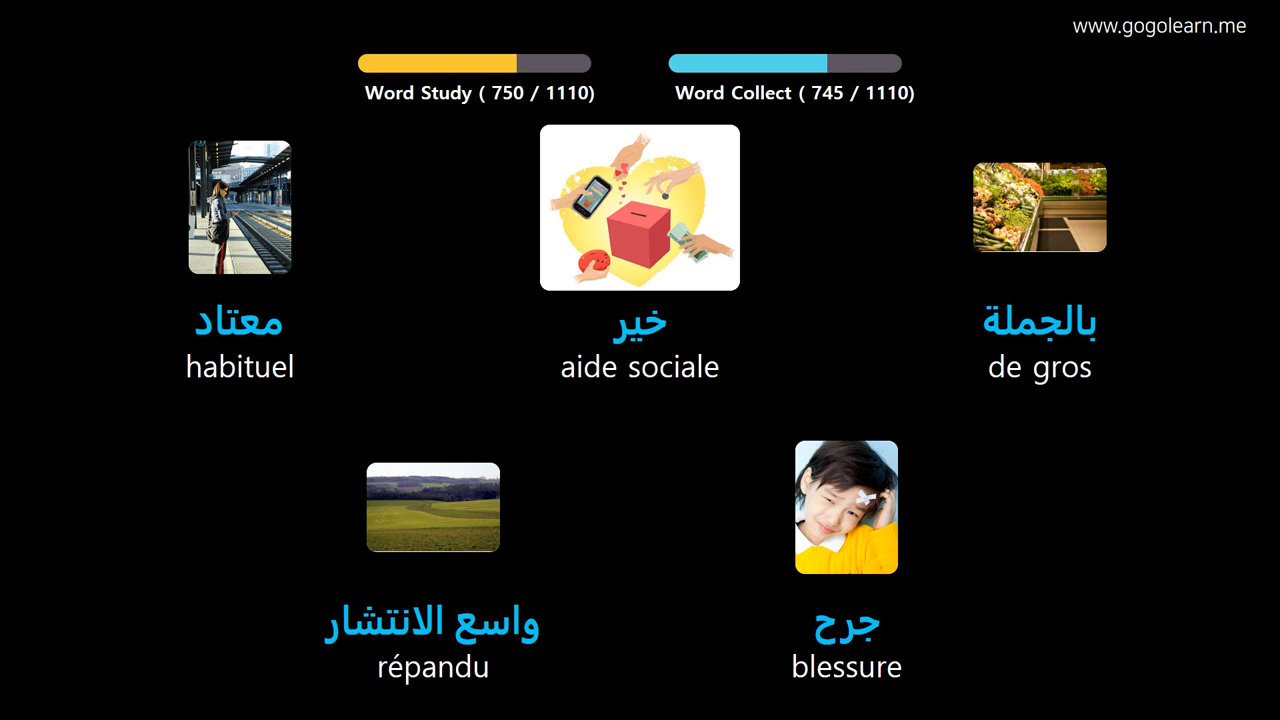 www.gogolearn.me
Word Study ( 750 / 1110)
Word Collect ( 745 / 1110)
معتاد
habituel
خير
aide sociale
بالجملة
de gros
واسع الانتشار
répandu
جرح
blessure